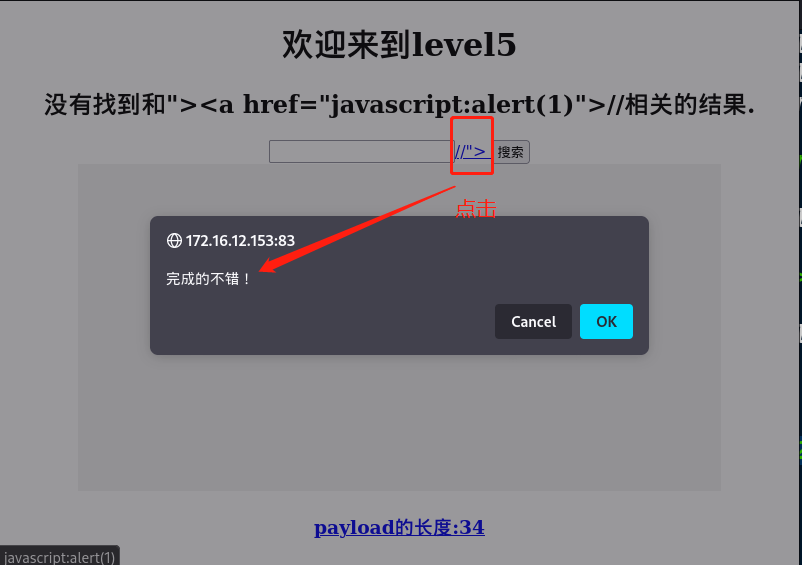 欢迎来到level5
没有找到和"><a href="javascript:alert(1)">//相关的结果.
//"> 搜索
点击
172.16.12.153:83
完成的不错！
Cancel OK
payload的长度:34
javascript:alert(1)